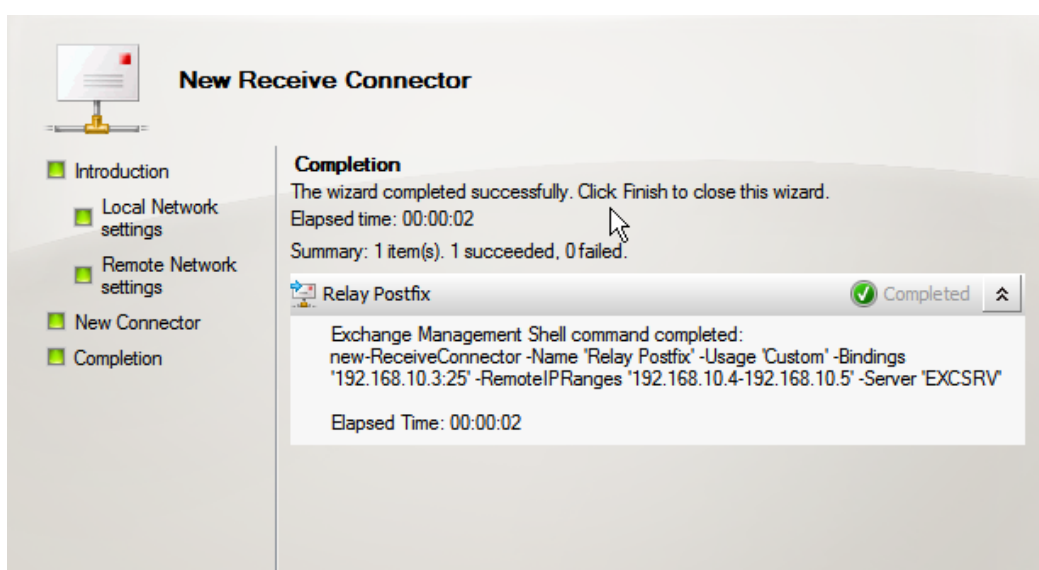 New Receive Connector
Introduction
Local Network
settings
Remote Network
settings
New Connector
Completion
Completion
The wizard completed successfully. Click Finish to close this wizard.
Elapsed time: 00:00:02
Summary: 1 item(s). 1 succeeded, 0 failed.
Relay Postfix
Completed
Exchange Management Shell command completed:
new-ReceiveConnector -Name 'Relay Postfix' -Usage 'Custom' -Bindings
'192.168.10.3:25' -RemoteIPRanges '192.168.10.4-192.168.10.5' -Server 'EXCSRV'
Elapsed Time: 00:00:02